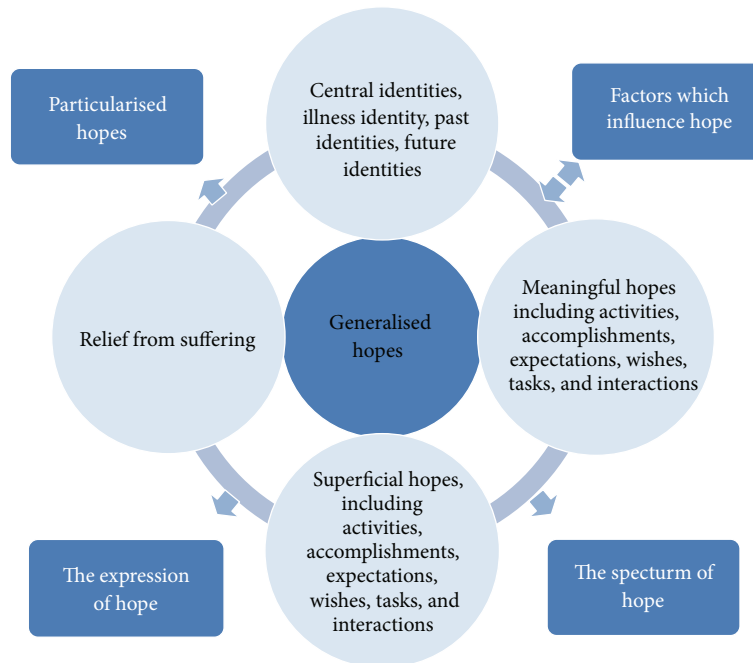 Particularised
hopes
Central identities,
illness identity, past
identities, future
identities
Factors which
influence hope
Relief from suffering
Generalised
hopes
Meaningful hopes
including activities,
accomplishments,
expectations, wishes,
tasks, and interactions
Superficial hopes,
including
activities,
accomplishments,
expectations,
wishes, tasks, and
interactions
The expression
of hope
The specturm of
hope